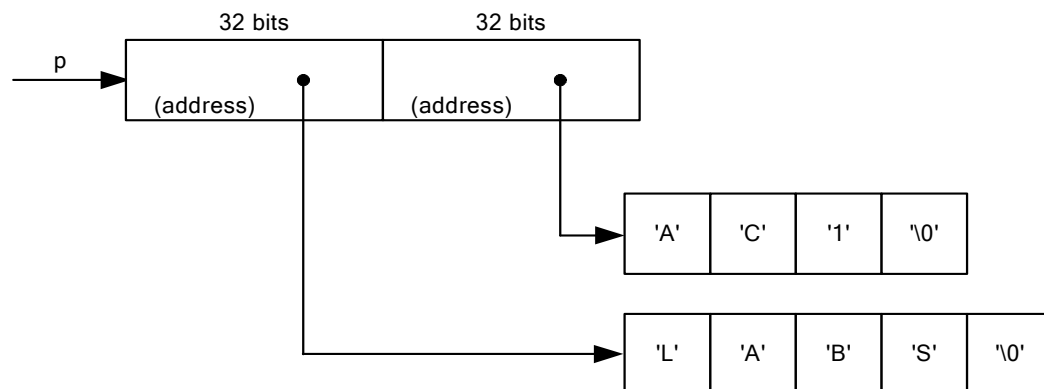 32 bits 32 bits
p
(address) (address)
'A' 'C' '1' '\0'
'L' 'A' 'B' 'S' '\0'